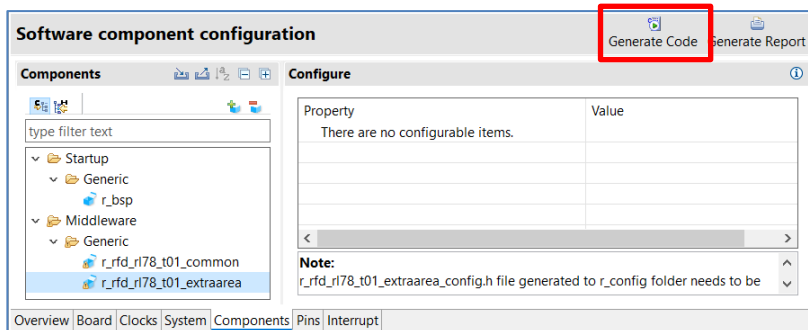 Software component configuration
Generate Code
Generate Report
Components
Configure
type filter text
Startup
Generic
r_bsp
Middleware
Generic
r_rfd_rl78_t01_common
r_rfd_rl78_t01_extraarea
Property Value
There are no configurable items.
Note:
r_rfd_rl78_t01_extraarea_config.h file generated to r_config folder needs to be
Overview Board Clocks System Components Pins Interrupt